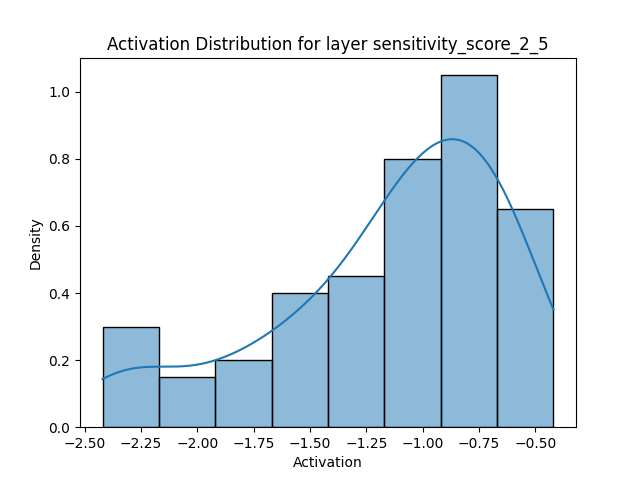 Activation Distribution for layer sensitivity_score_2_5
1.0
0.8
0.6
0.4
0.2
0.0
Density
−2.50 −2.25 −2.00 −1.75 −1.50 −1.25 −1.00 −0.75 −0.50
Activation